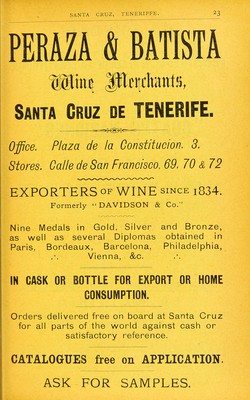 SANTA CRUZ, TENERIFFE. 23
PERAZA & BATISTA
Wine Merchants,
SANTA CRUZ DE TENERIFE.
Office. Plaza de la Constitucion, 3.
Stores. Calle de San Francisco, 69, 70 & 72
EXPORTERS OF WINE SINCE 1834.
Formerly "DAVIDSON & Co."
Nine Medals in Gold, Silver and Bronze,
as well as several Diplomas obtained in
Paris, Bordeaux, Barcelona, Philadelphia,
Vienna, &c.
IN CASK OR BOTTLE FOR EXPORT OR HOME
CONSUMPTION.
Orders delivered free on board at Santa Cruz
for all parts of the world against cash or
satisfactory reference.
CATALOGUES free on APPLICATION.
ASK FOR SAMPLES.